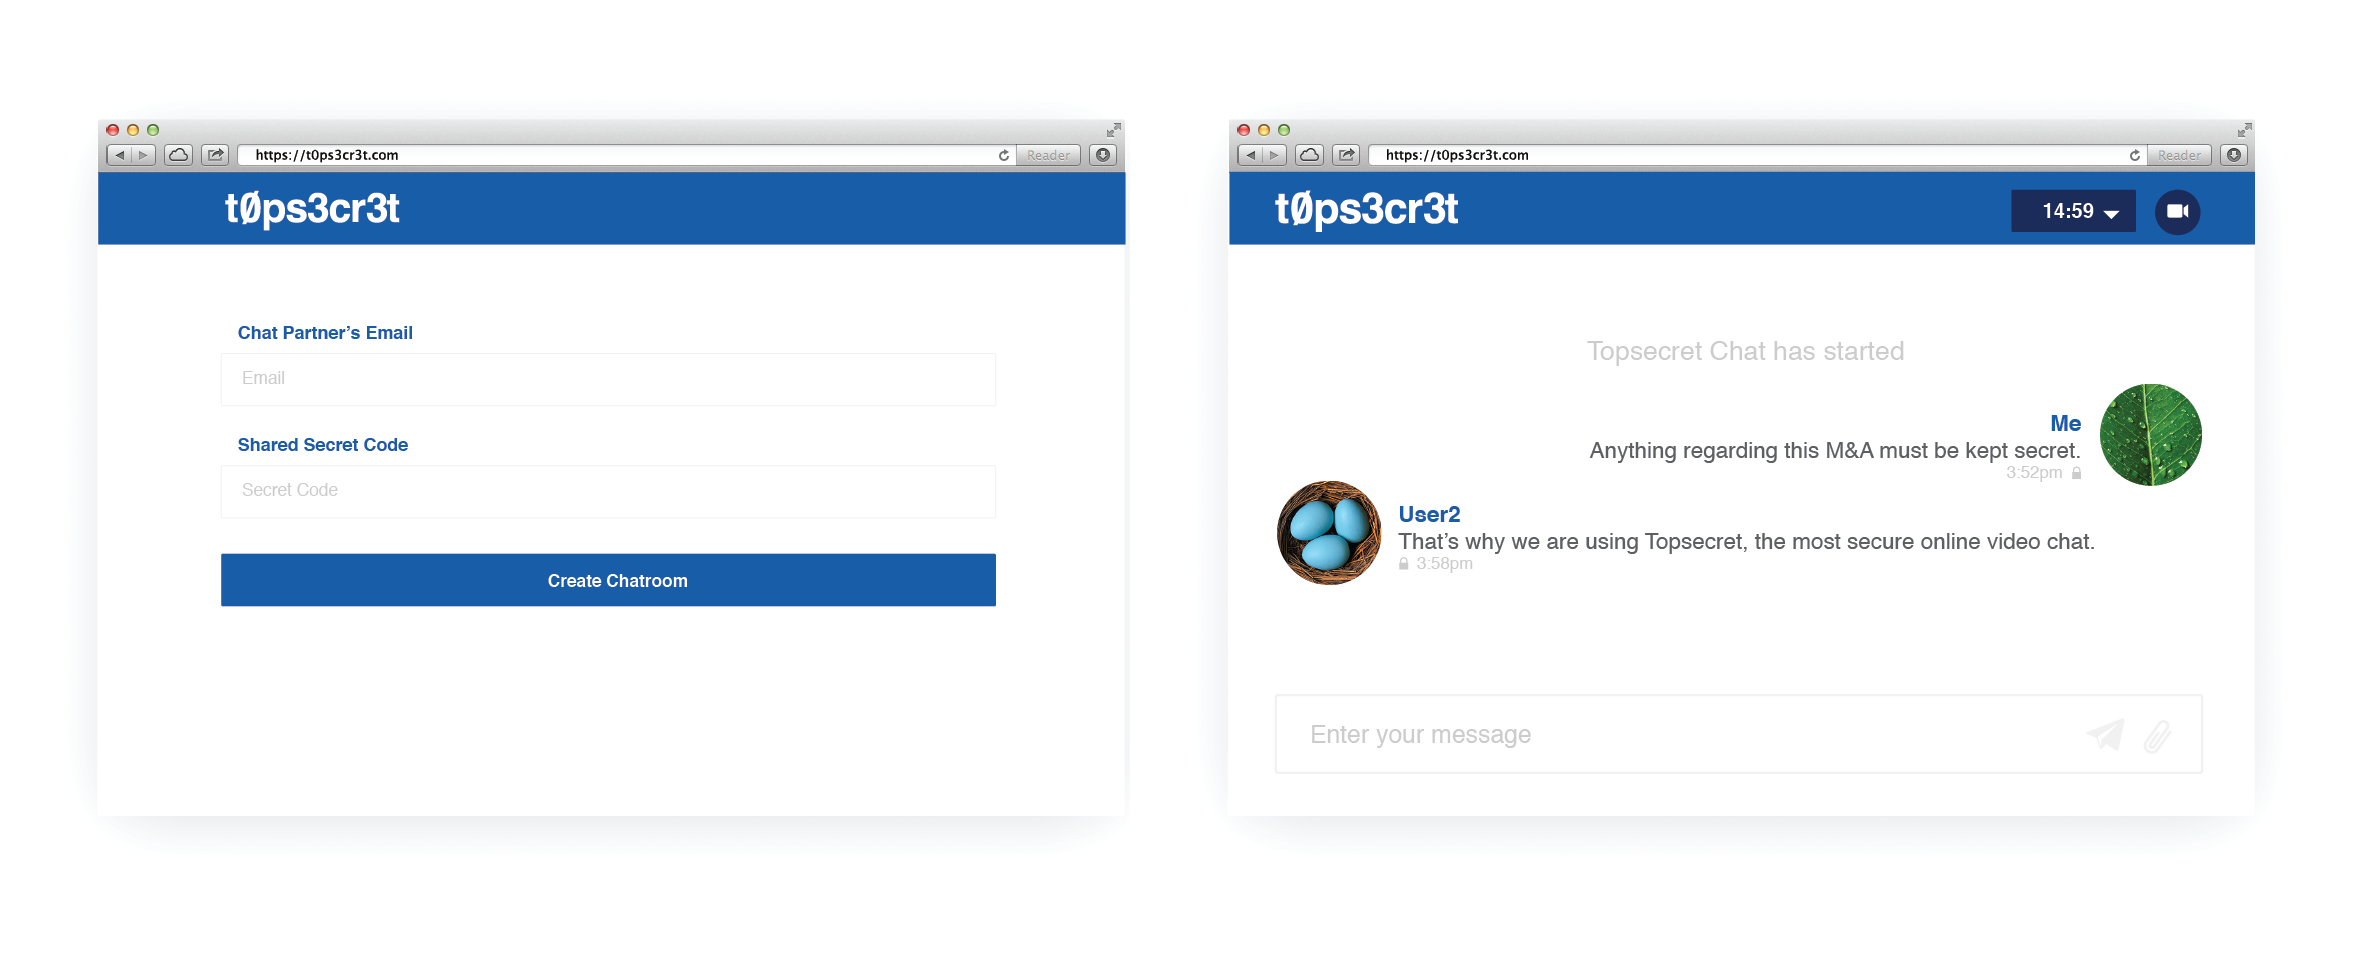 https://t0ps3cr3t.com
Reader
t0ps3cr3t
Chat Partner’s Email
Email
Shared Secret Code
Secret Code
Create Chatroom
https://t0ps3cr3t.com
Reader
t0ps3cr3t
14:59
Topsecret Chat has started
Me
Anything regarding this M&A must be kept secret.
3:52pm
User2
That’s why we are using Topsecret, the most secure online video chat.
3:58pm
Enter your message